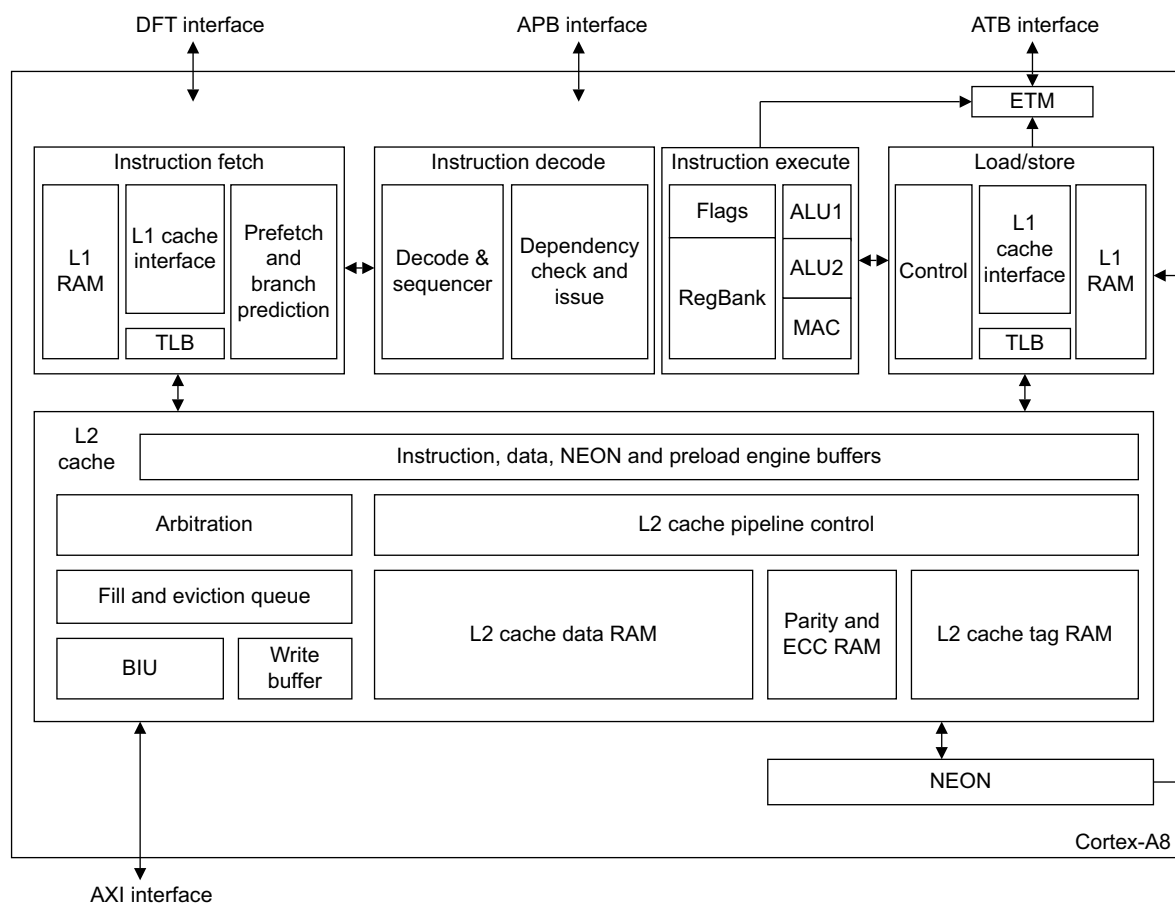 DFT interface
APB interface
ATB interface
ETM
Instruction fetch
L1
RAM
L1 cache
interface
TLB
Prefetch
and
branch
prediction
Instruction decode
Decode &
sequencer
Dependency
check and
issue
Instruction execute
Flags
RegBank
ALU1
ALU2
MAC
Load/store
Control
L1
cache
interface
TLB
L1
RAM
L2
cache
Instruction, data, NEON and preload engine buffers
Arbitration
L2 cache pipeline control
Fill and eviction queue
BIU
Write
buffer
L2 cache data RAM
Parity and
ECC RAM
L2 cache tag RAM
NEON
Cortex-A8
AXI interface